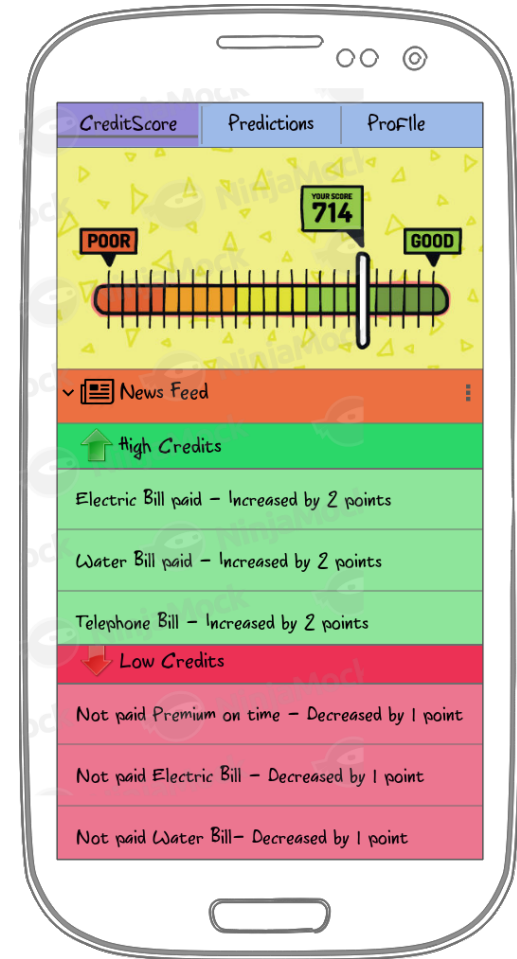 CreditScore
Predictions
ProFIle
YOUR SCORE
714
POOR
GOOD
News Feed
High Credits
Electric Bill paid – Increased by 2 points
Water Bill paid – Increased by 2 points
Telephone Bill – Increased by 2 points
Low Credits
Not paid Premium on time – Decreased by 1 point
Not paid Electric Bill – Decreased by 1 point
Not paid Water Bill– Decreased by 1 point
NinjaMock